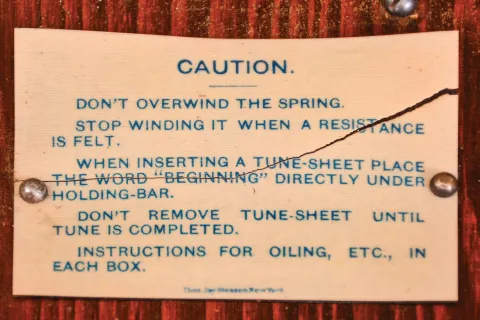 CAUTION.
DON'T OVERWIND THE SPRING.
STOP WINDING IT WHEN A RESISTANCE
IS FELT.
WHEN INSERTING A TUNE-SHEET PLACE
THE WORD "BEGINNING" DIRECTLY UNDER
HOLDING-BAR.
DON'T REMOVE TUNE-SHEET UNTIL
TUNE IS COMPLETED.
INSTRUCTIONS FOR OILING, ETC., IN
EACH BOX.
New York